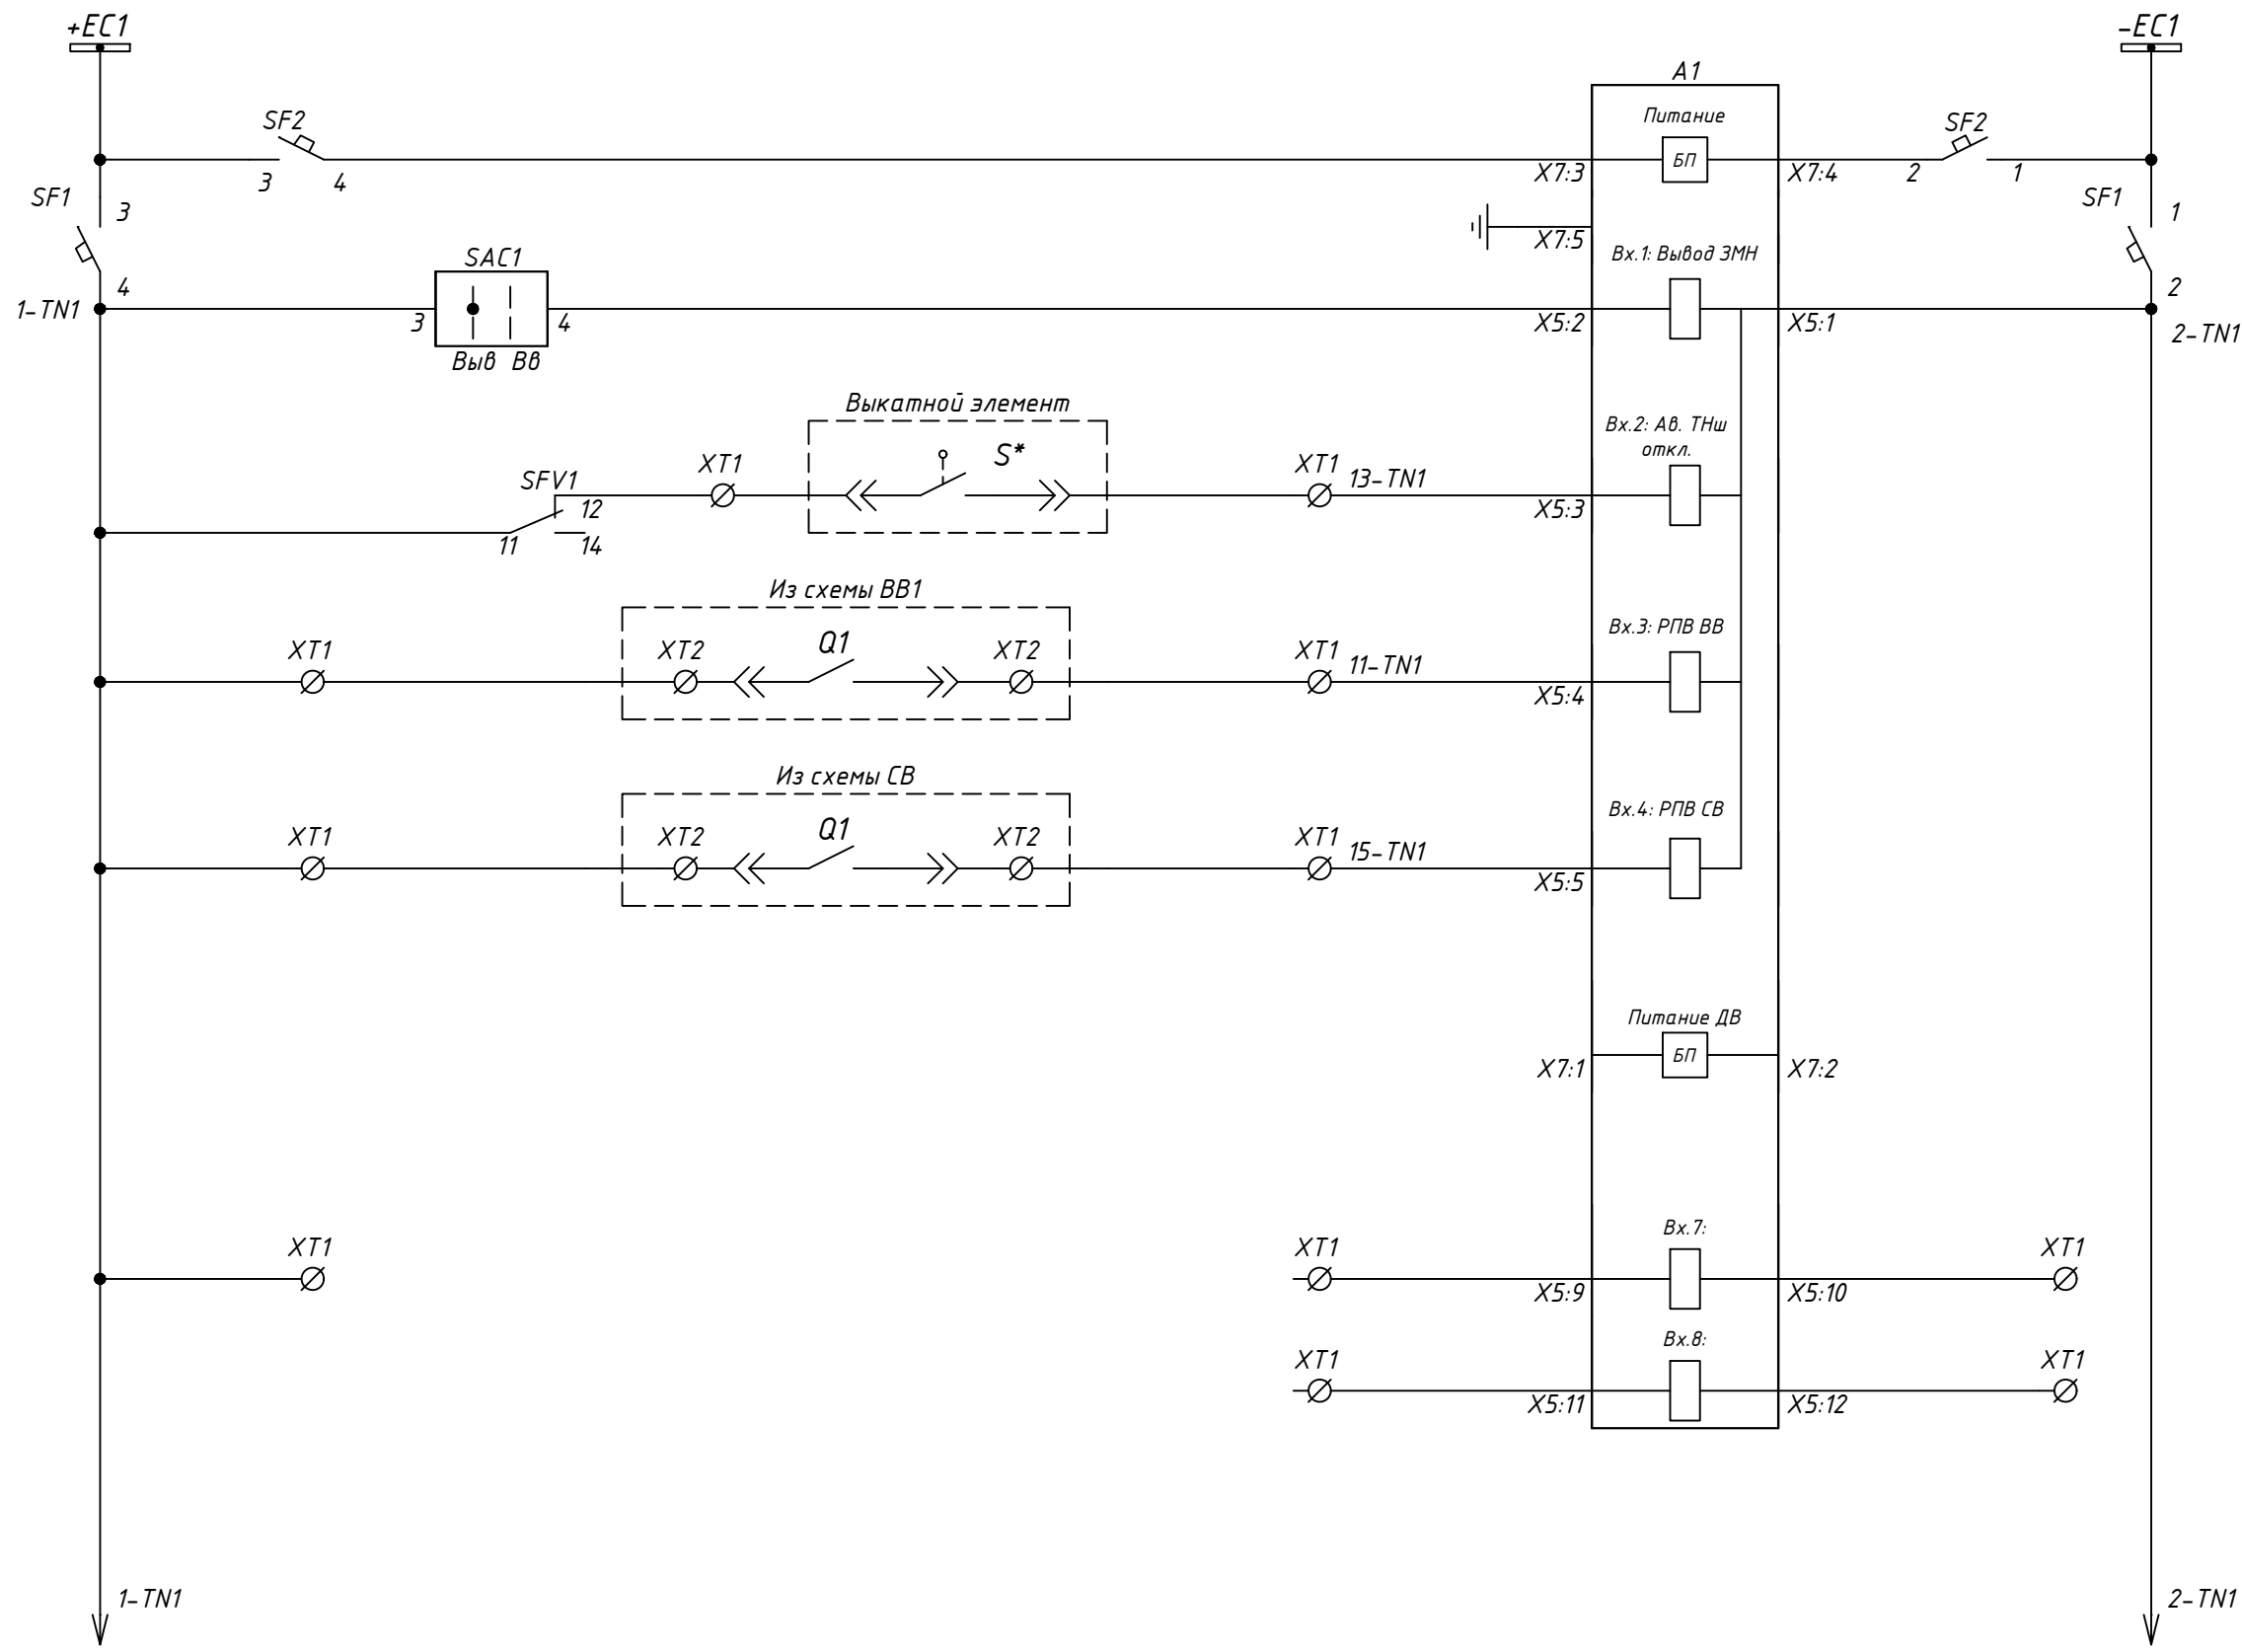 +EC1
-EC1
A1
SF2
Питание
SF2
БП
3
4
X7:3
X7:4
2
1
SF1
3
SF1
1
X7:5
SAC1
Вх.1: Вывод ЗМН
4
2
1-TN1
3
4
X5:2
X5:1
2-TN1
Выв Вв
Выкатной элемент
Вх.2: Ав. ТНш
откл.
SFV1
XT1
S*
XT1
13-TN1
12
X5:3
11
14
Из схемы ВВ1
Вх.3: РПВ ВВ
XT1
XT2
Q1
XT2
XT1
11-TN1
X5:4
Из схемы СВ
Вх.4: РПВ СВ
XT1
XT2
Q1
XT2
XT1
15-TN1
X5:5
Питание ДВ
БП
X7:1
X7:2
Вх.7:
XT1
XT1
XT1
X5:9
X5:10
Вх.8:
XT1
XT1
X5:11
X5:12
1-TN1
2-TN1